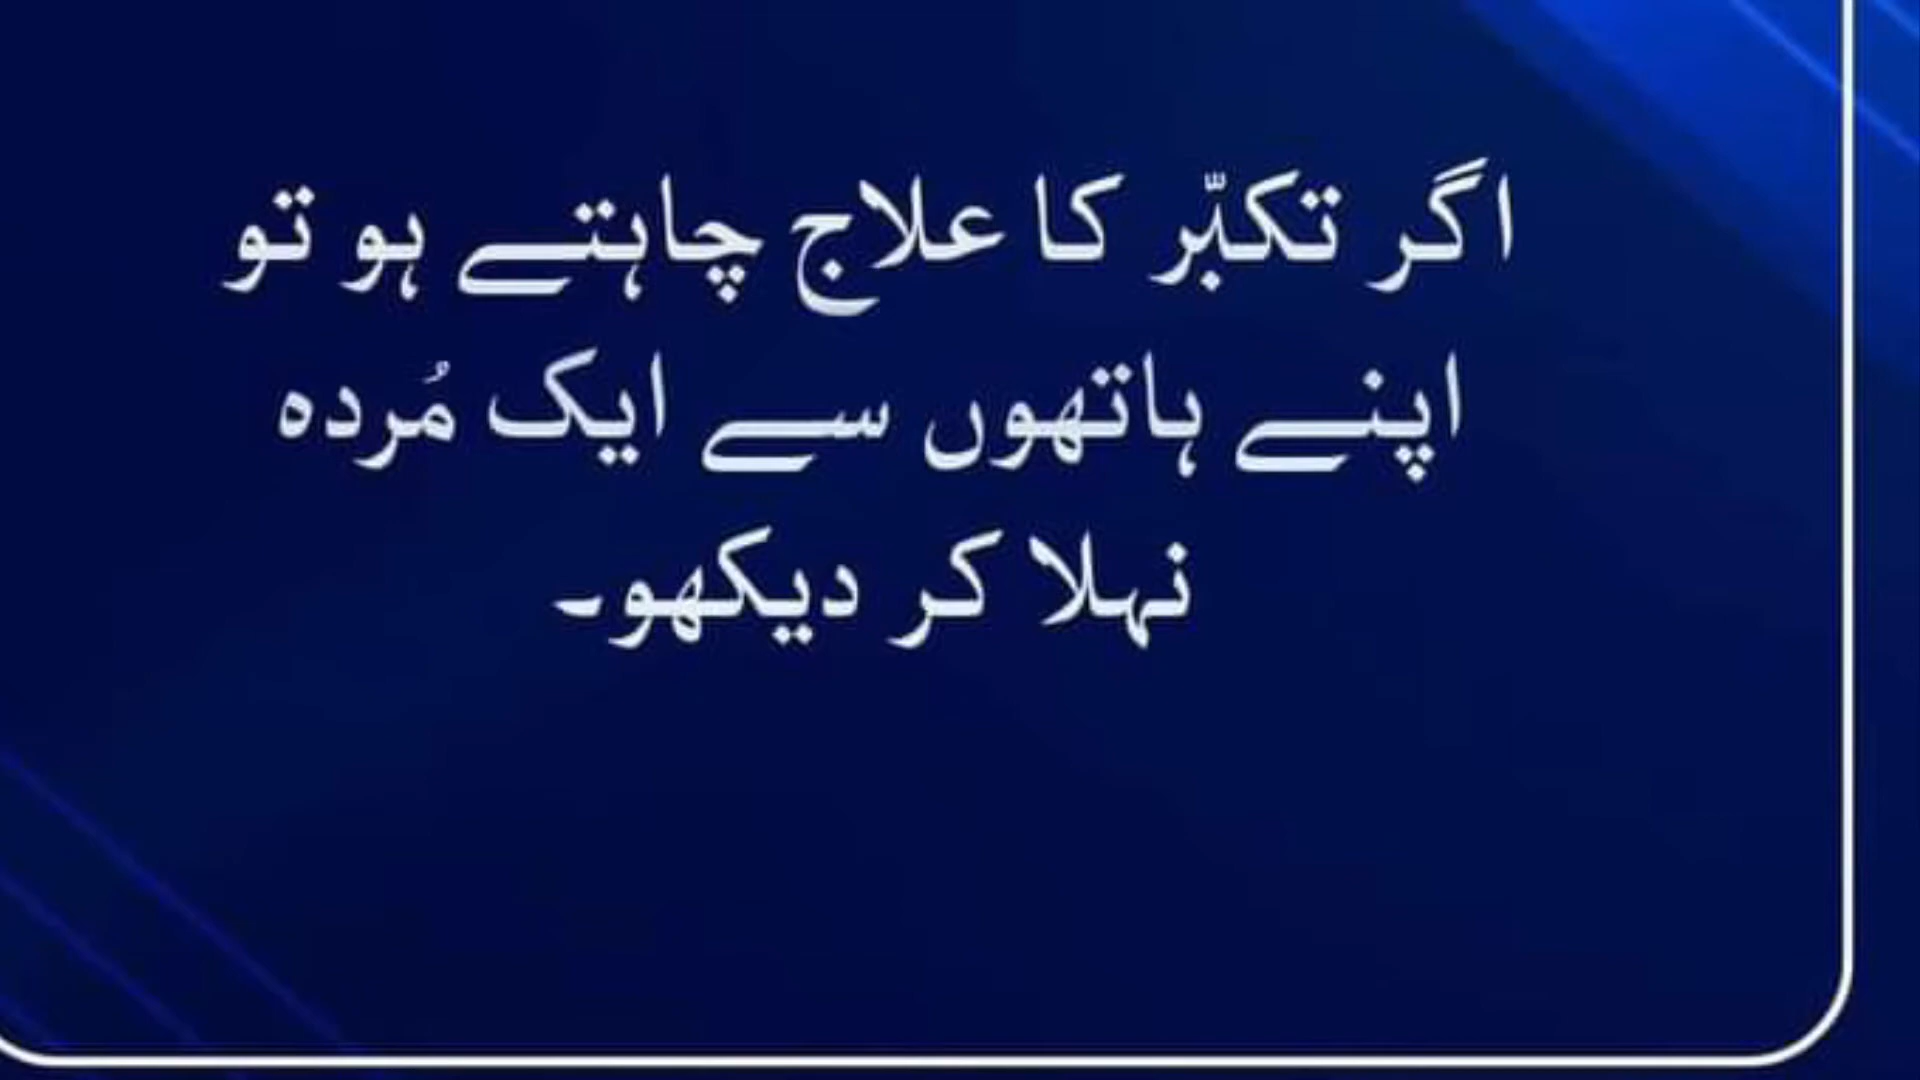 اگر تکبّر کا علاج چاہتے ہو تو
اپنے ہاتھوں سے ایک مُردہ
نہلا کر دیکھو۔